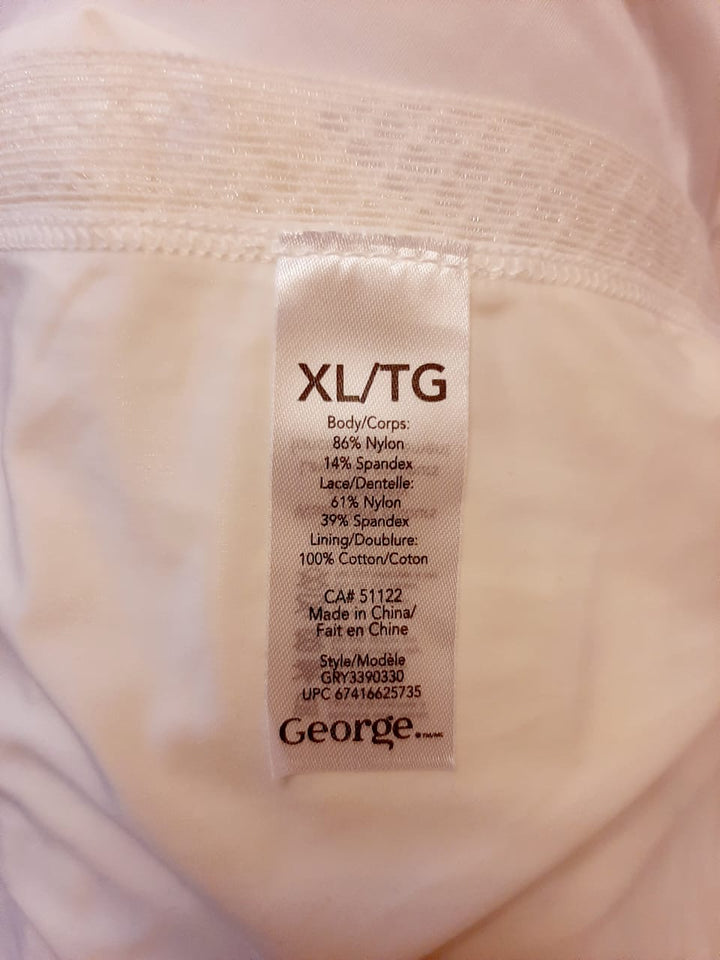 XL/TG
Body/Corps:
86% Nylon
14% Spandex
Lace/Dentelle:
61% Nylon
39% Spandex
Lining/Doublure:
100% Cotton/Coton
CA# 51122
Made in China/
Fait en Chine
Style/Modèle
GRY3390330
UPC 67416625735
George.